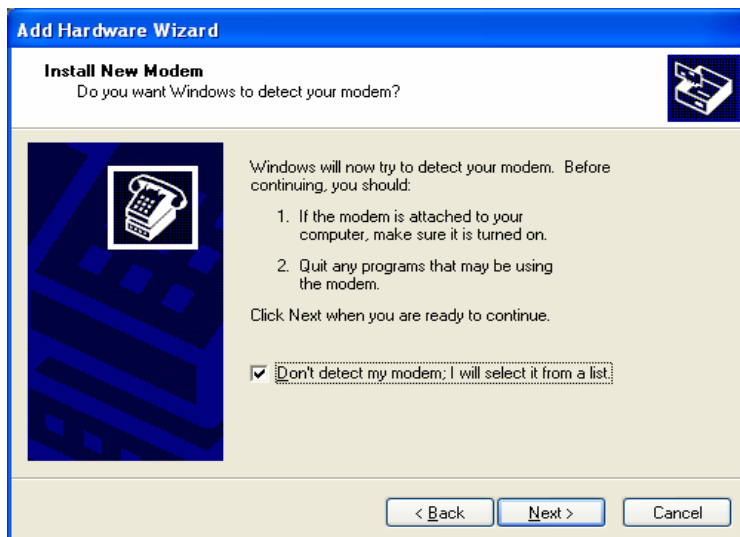 Add Hardware Wizard
Install New Modem
Do you want Windows to detect your modem?
Windows will now try to detect your modem. Before
continuing, you should:
1. If the modem is attached to your
computer, make sure it is turned on.
2. Quit any programs that may be using
the modem.
Click Next when you are ready to continue.
Don't detect my modem; I will select it from a list.
< Back Next > Cancel